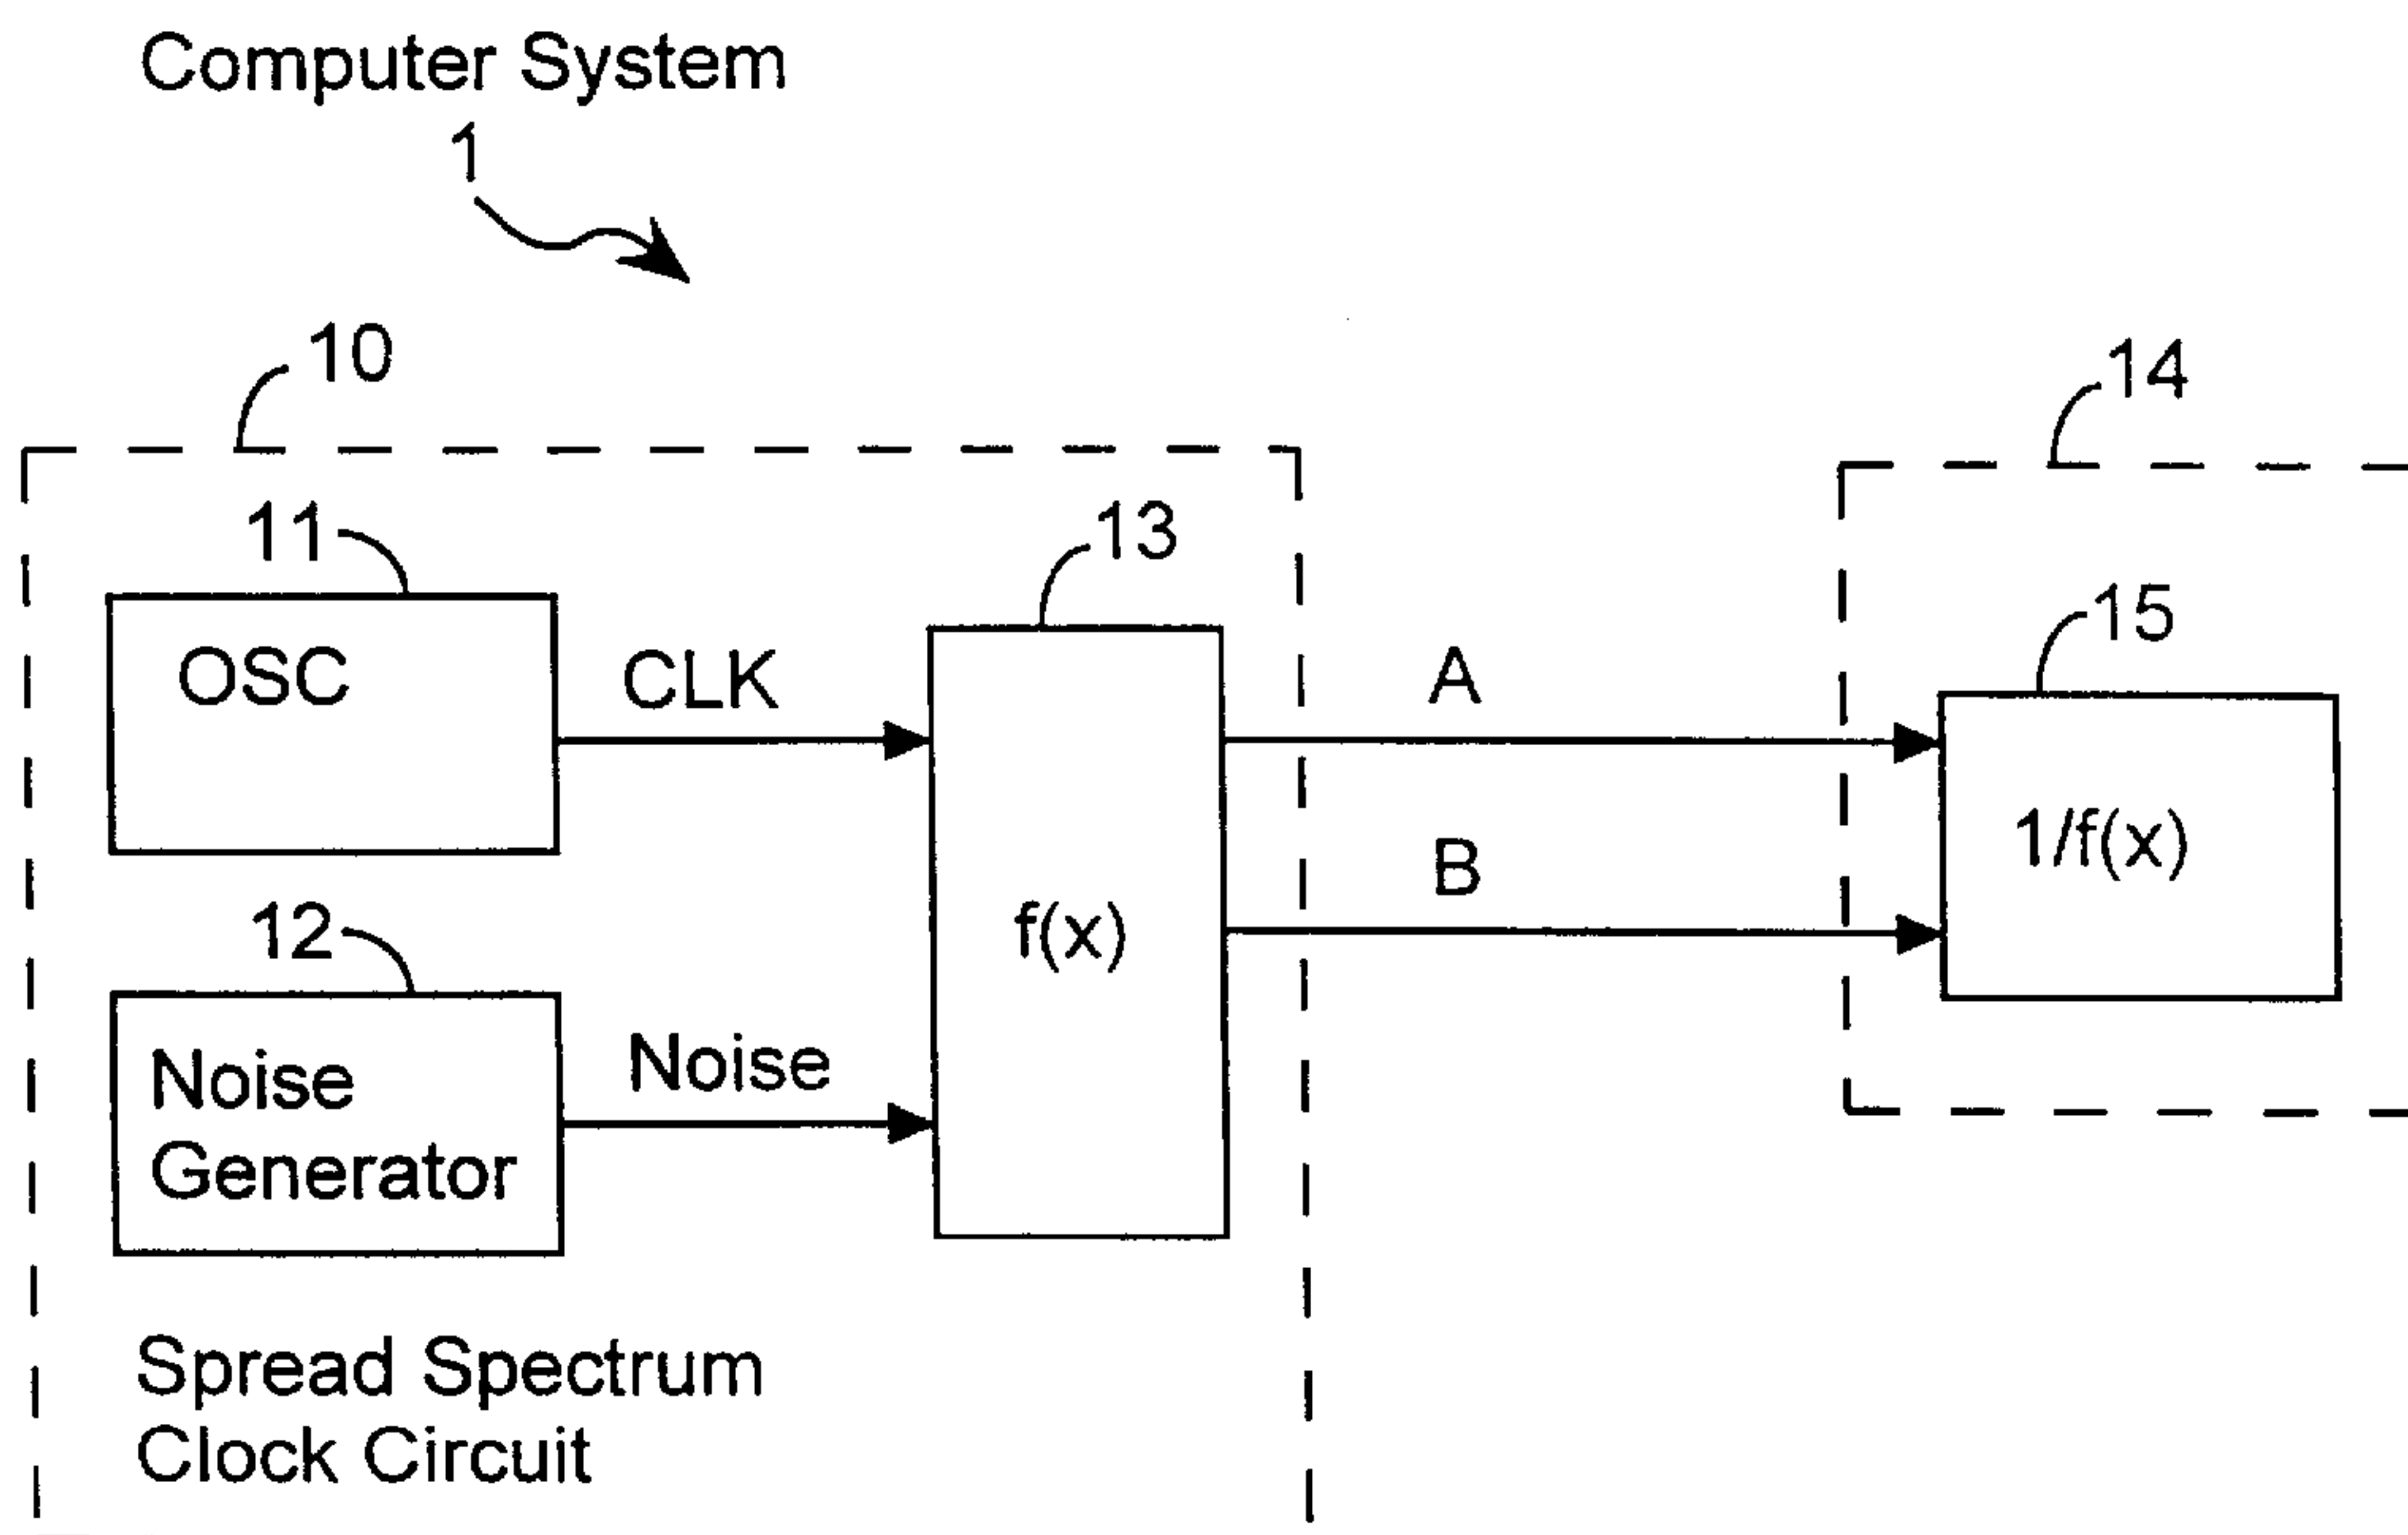 Computer System
1
10
14
11
13
15
OSC
CLK
A
1/f(x)
B
12
f(x)
Noise
Generator
Noise
Spread Spectrum
Clock Circuit